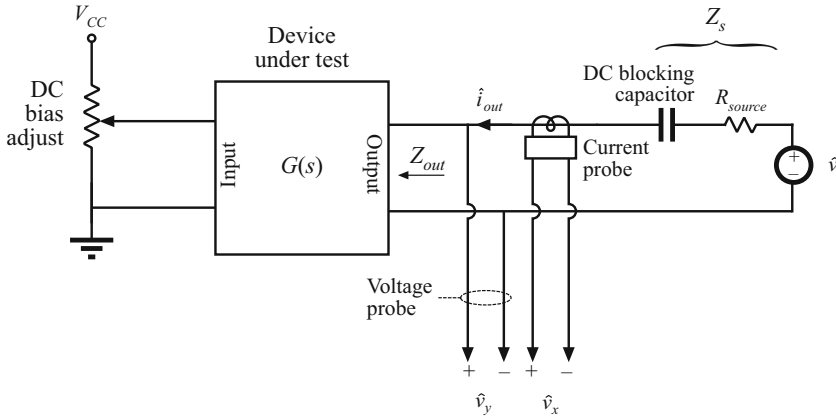 V_CC
DC
bias
adjust
Device
under test
Input
G(s)
Output
Z_out
î_out
Z_s
DC blocking
capacitor
R_source
Current
probe
+
–
v̂
Voltage
probe
+ – + –
v̂_y v̂_x